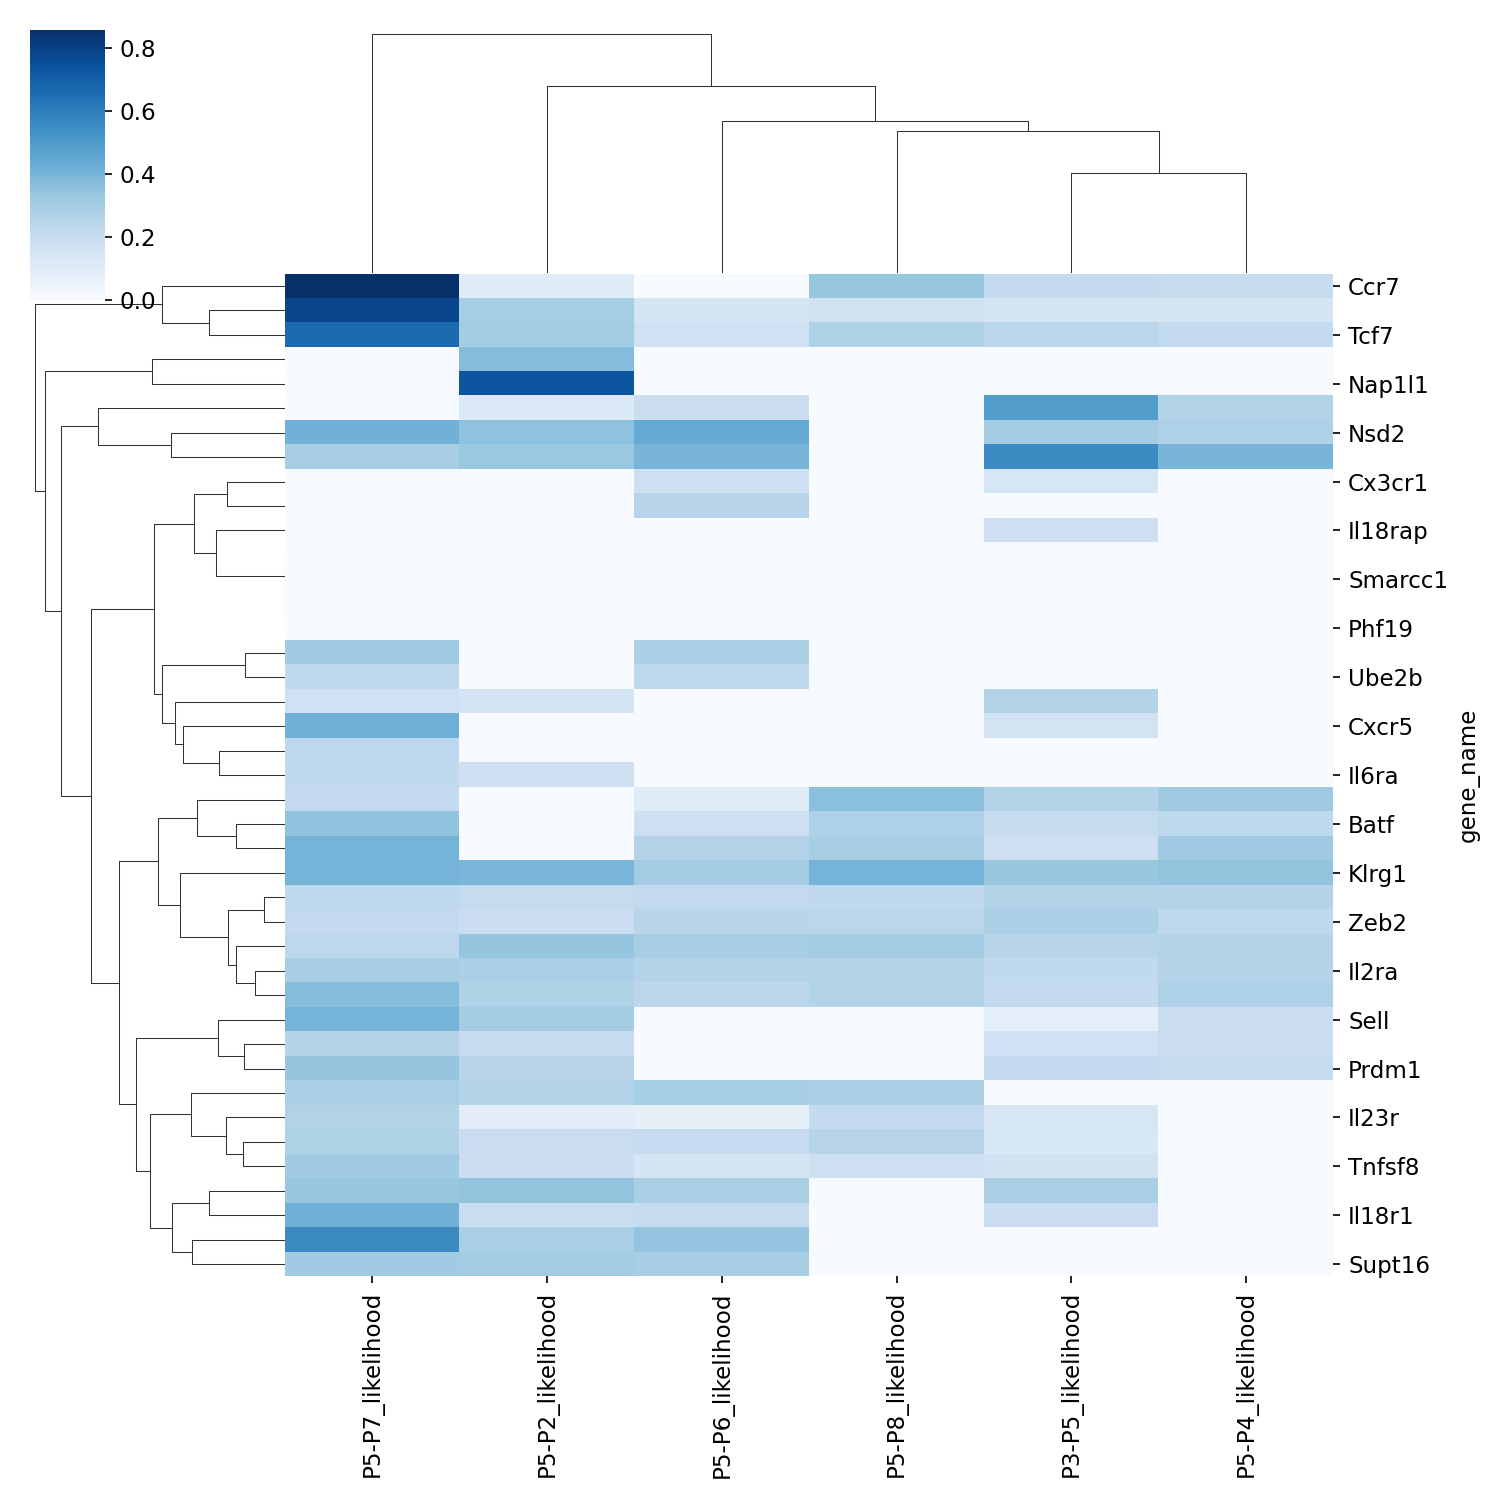 0.8
0.6
0.4
0.2
0.0
Ccr7
Tcf7
Nap1l1
Nsd2
Cx3cr1
Il18rap
Smarcc1
Phf19
Ube2b
Cxcr5
Il6ra
Batf
Klrg1
Zeb2
Il2ra
Sell
Prdm1
Il23r
Tnfsf8
Il18r1
Supt16
gene_name
P5-P7_likelihood
P5-P2_likelihood
P5-P6_likelihood
P5-P8_likelihood
P3-P5_likelihood
P5-P4_likelihood